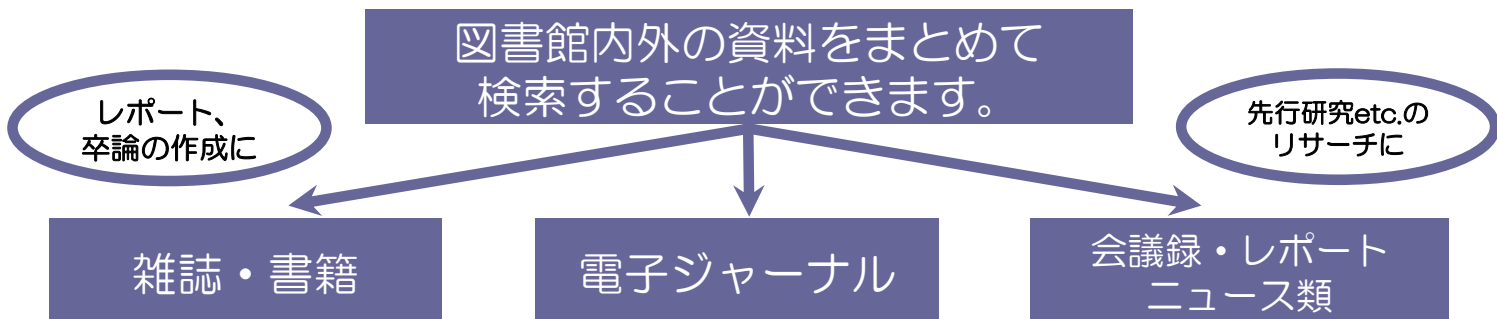 図書館内外の資料をまとめて
検索することができます。
レポート、
卒論の作成に
先行研究etc.の
リサーチに
雑誌・書籍
電子ジャーナル
会議録・レポート
ニュース類